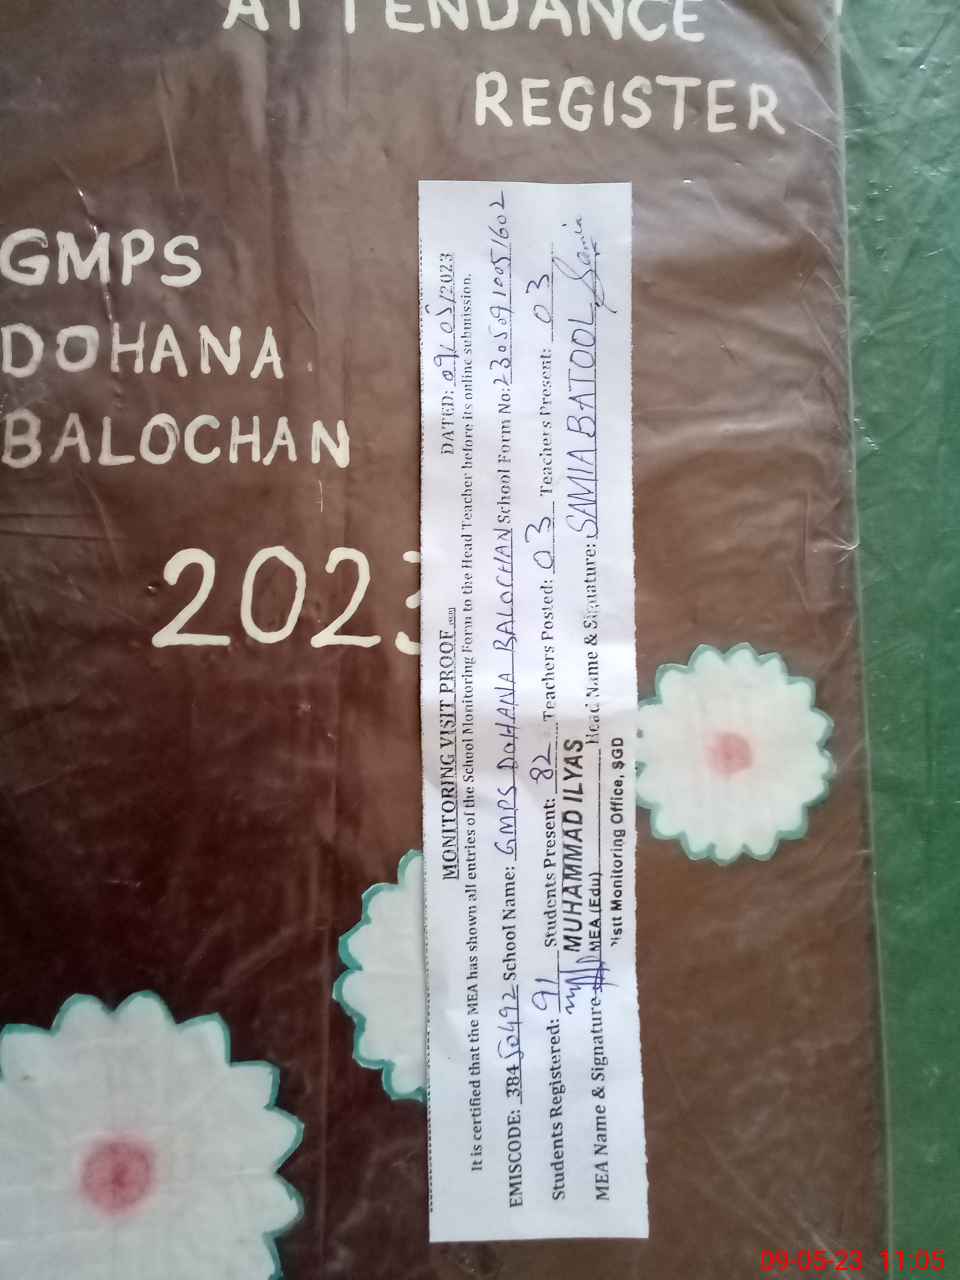 ATTENDANCE
REGISTER
GMPS
DOHANA
BALOCHAN
2023
MONITORING VISIT PROOF
DATED: 09/05/2023
It is certified that the MEA has shown all entries of the School Monitoring Form to the Head Teacher before its online submission.
EMISCODE: 38450492 School Name: GMPS DOHANA BALOCHAN School Form No: 23050910051602
Students Registered: 91 Students Present: 82 Teachers Posted: 03 Teachers Present: 03
MUHAMMAD ILYAS
MEA Name & Signature MEA (Edu) Head Name & Signature: SAMIA BATOOL Samia
Distt Monitoring Office, SGD
09-05-23 11:05